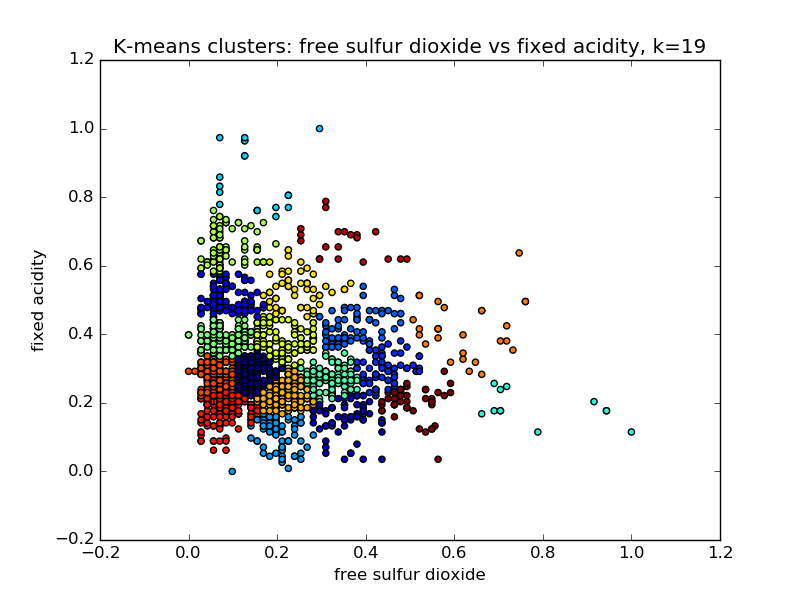 K-means clusters: free sulfur dioxide vs fixed acidity, k=19
1.2
1.0
0.8
0.6
0.4
0.2
0.0
−0.2
fixed acidity
−0.2 0.0 0.2 0.4 0.6 0.8 1.0 1.2
free sulfur dioxide